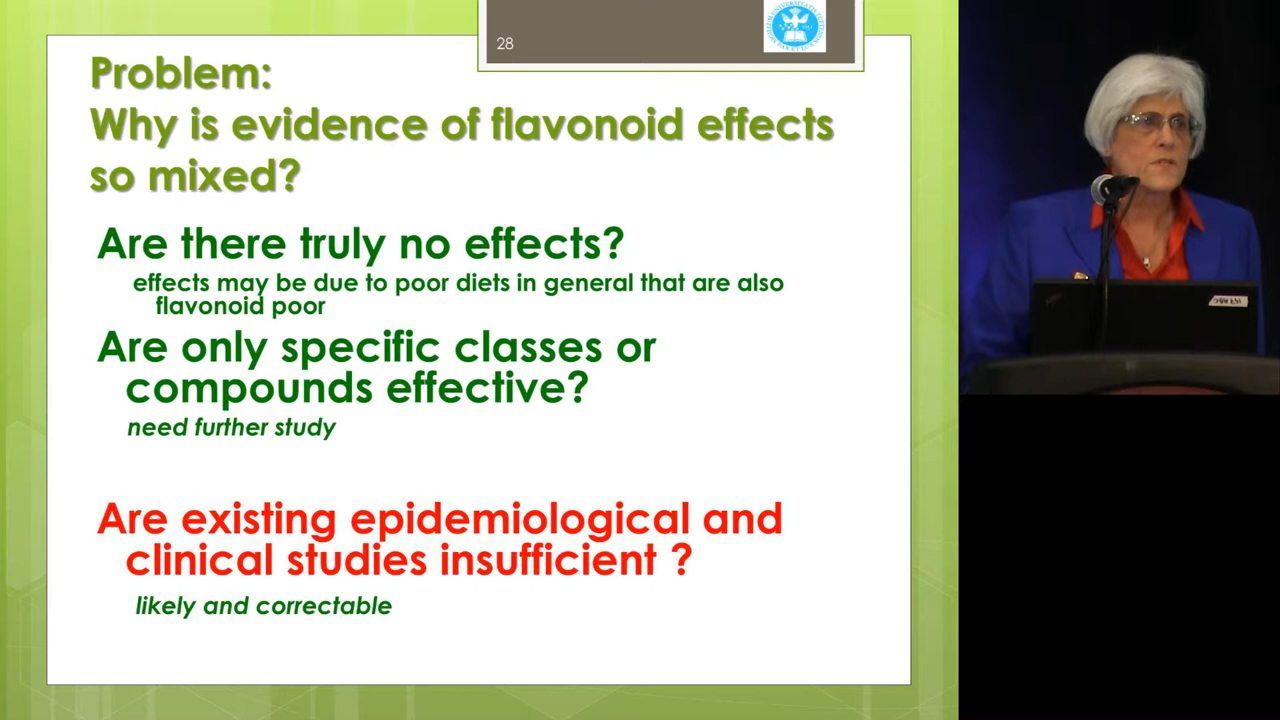 28
Problem:
Why is evidence of flavonoid effects
so mixed?
Are there truly no effects?
effects may be due to poor diets in general that are also
flavonoid poor
Are only specific classes or
compounds effective?
need further study
Are existing epidemiological and
clinical studies insufficient ?
likely and correctable